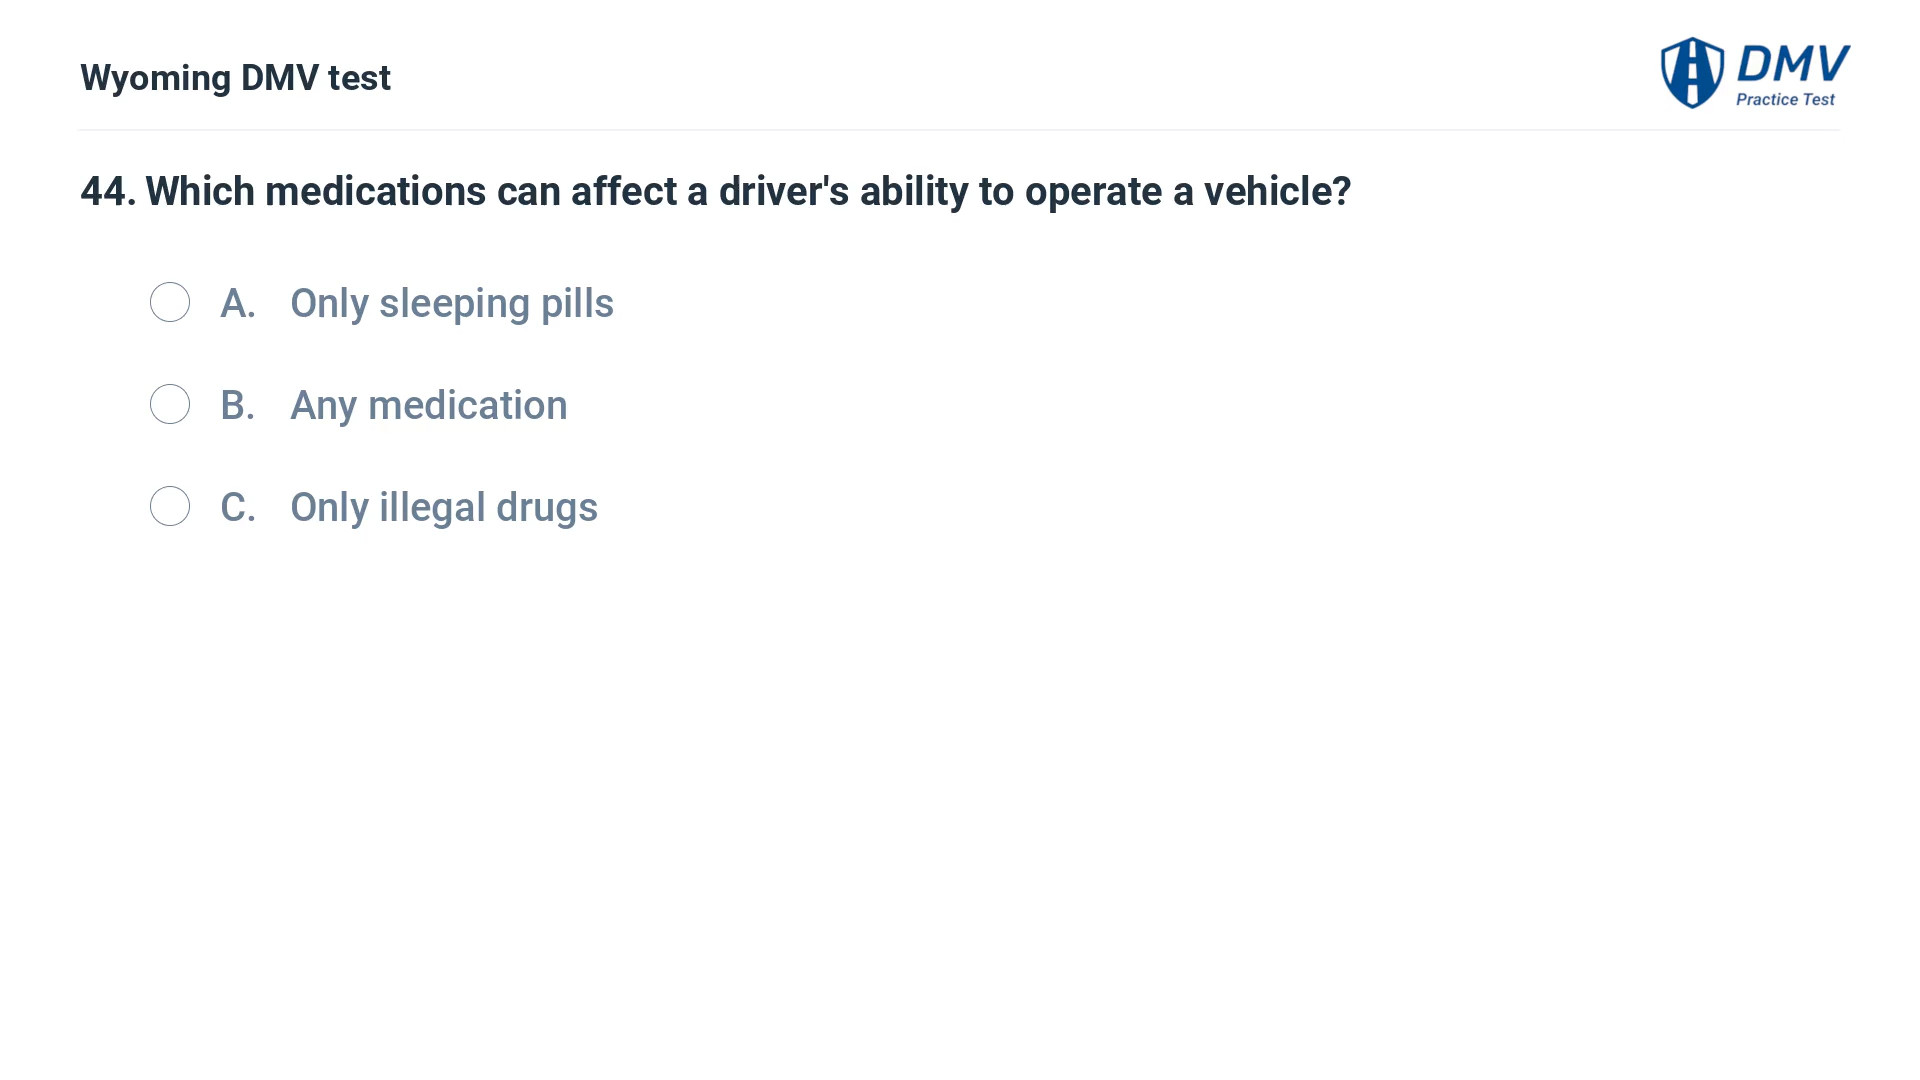 Wyoming DMV test
DMV
Practice Test
44. Which medications can affect a driver's ability to operate a vehicle?
A. Only sleeping pills
B. Any medication
C. Only illegal drugs